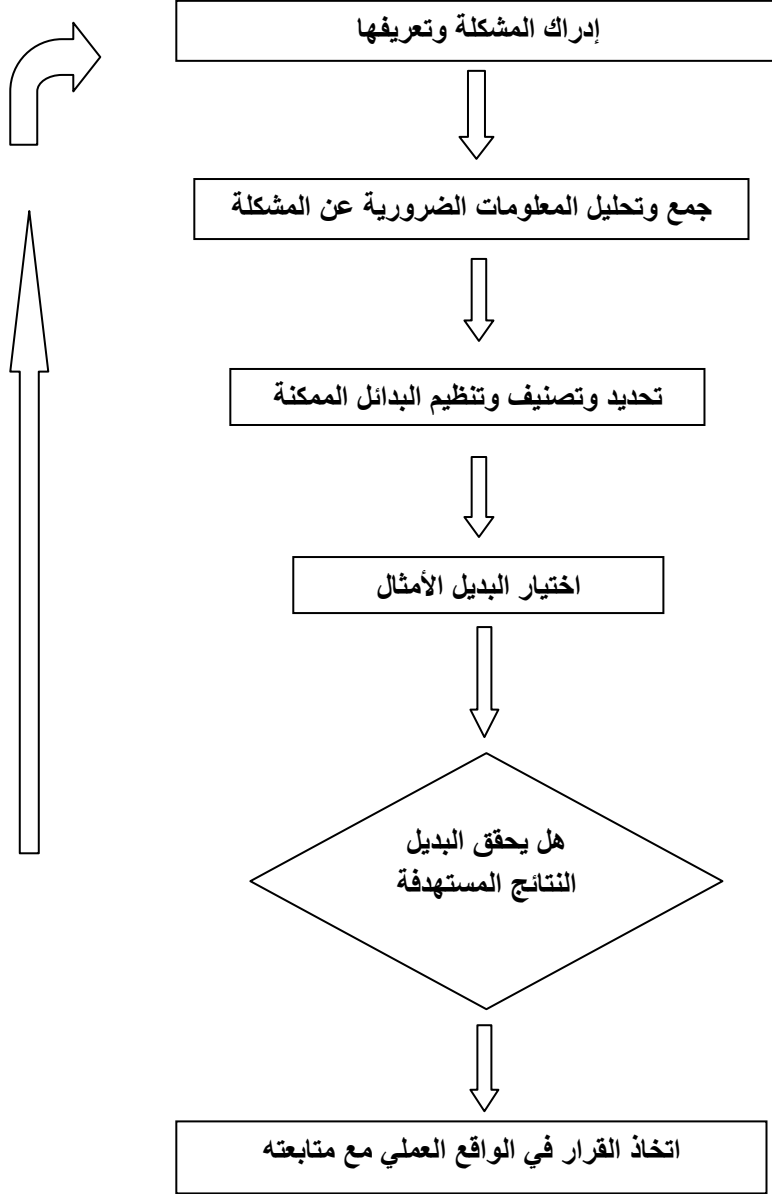 إدراك المشكلة وتعريفها
جمع وتحليل المعلومات الضرورية عن المشكلة
تحديد وتصنيف وتنظيم البدائل الممكنة
اختيار البديل الأمثال
هل يحقق البديل
النتائج المستهدفة
اتخاذ القرار في الواقع العملي مع متابعته